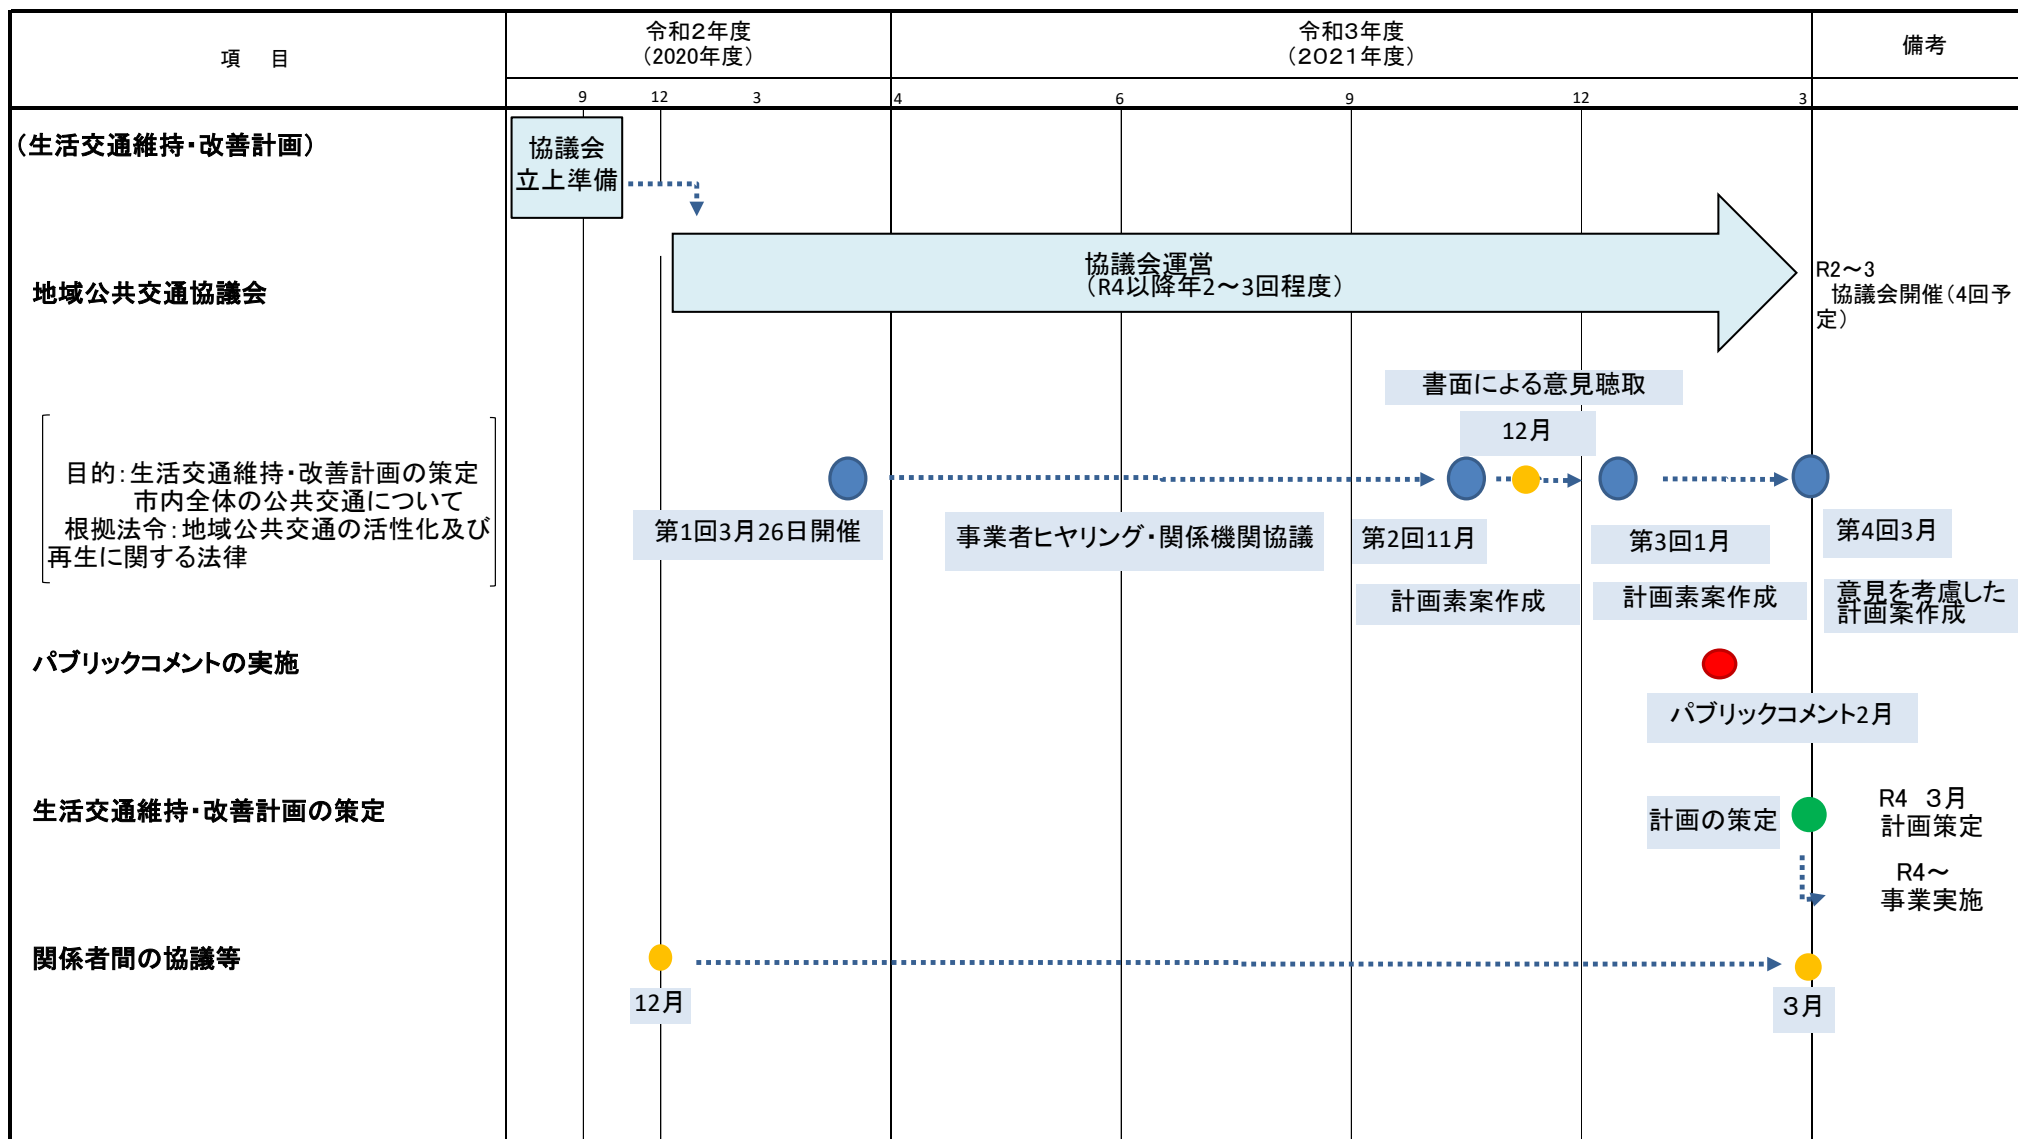 項　目
令和２年度
（2020年度）
令和３年度
（２０２１年度）
備考
9
12
3
4
6
9
12
3
（生活交通維持・改善計画）
協議会
立上準備
地域公共交通協議会
協議会運営
（R4以降年２～３回程度）
R2～3
協議会開催（4回予
定）
書面による意見聴取
12月
目的：生活交通維持・改善計画の策定
市内全体の公共交通について
根拠法令：地域公共交通の活性化及び
再生に関する法律
第1回3月26日開催
事業者ヒヤリング・関係機関協議
第2回11月
第3回1月
第4回3月
計画素案作成
計画素案作成
意見を考慮した
計画案作成
パブリックコメントの実施
パブリックコメント2月
生活交通維持・改善計画の策定
計画の策定
R4　３月
計画策定
R4～
事業実施
関係者間の協議等
12月
３月